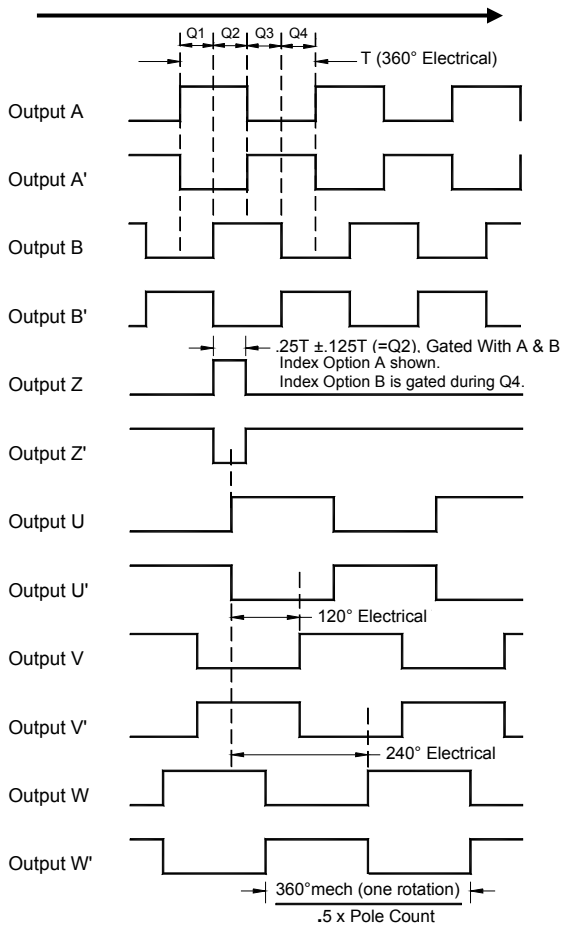 Q1 Q2 Q3 Q4
T (360° Electrical)
Output A
Output A'
Output B
Output B'
.25T ±.125T (=Q2), Gated With A & B
Index Option A shown.
Index Option B is gated during Q4.
Output Z
Output Z'
Output U
Output U'
120° Electrical
Output V
Output V'
240° Electrical
Output W
Output W'
360°mech (one rotation)
.5 x Pole Count